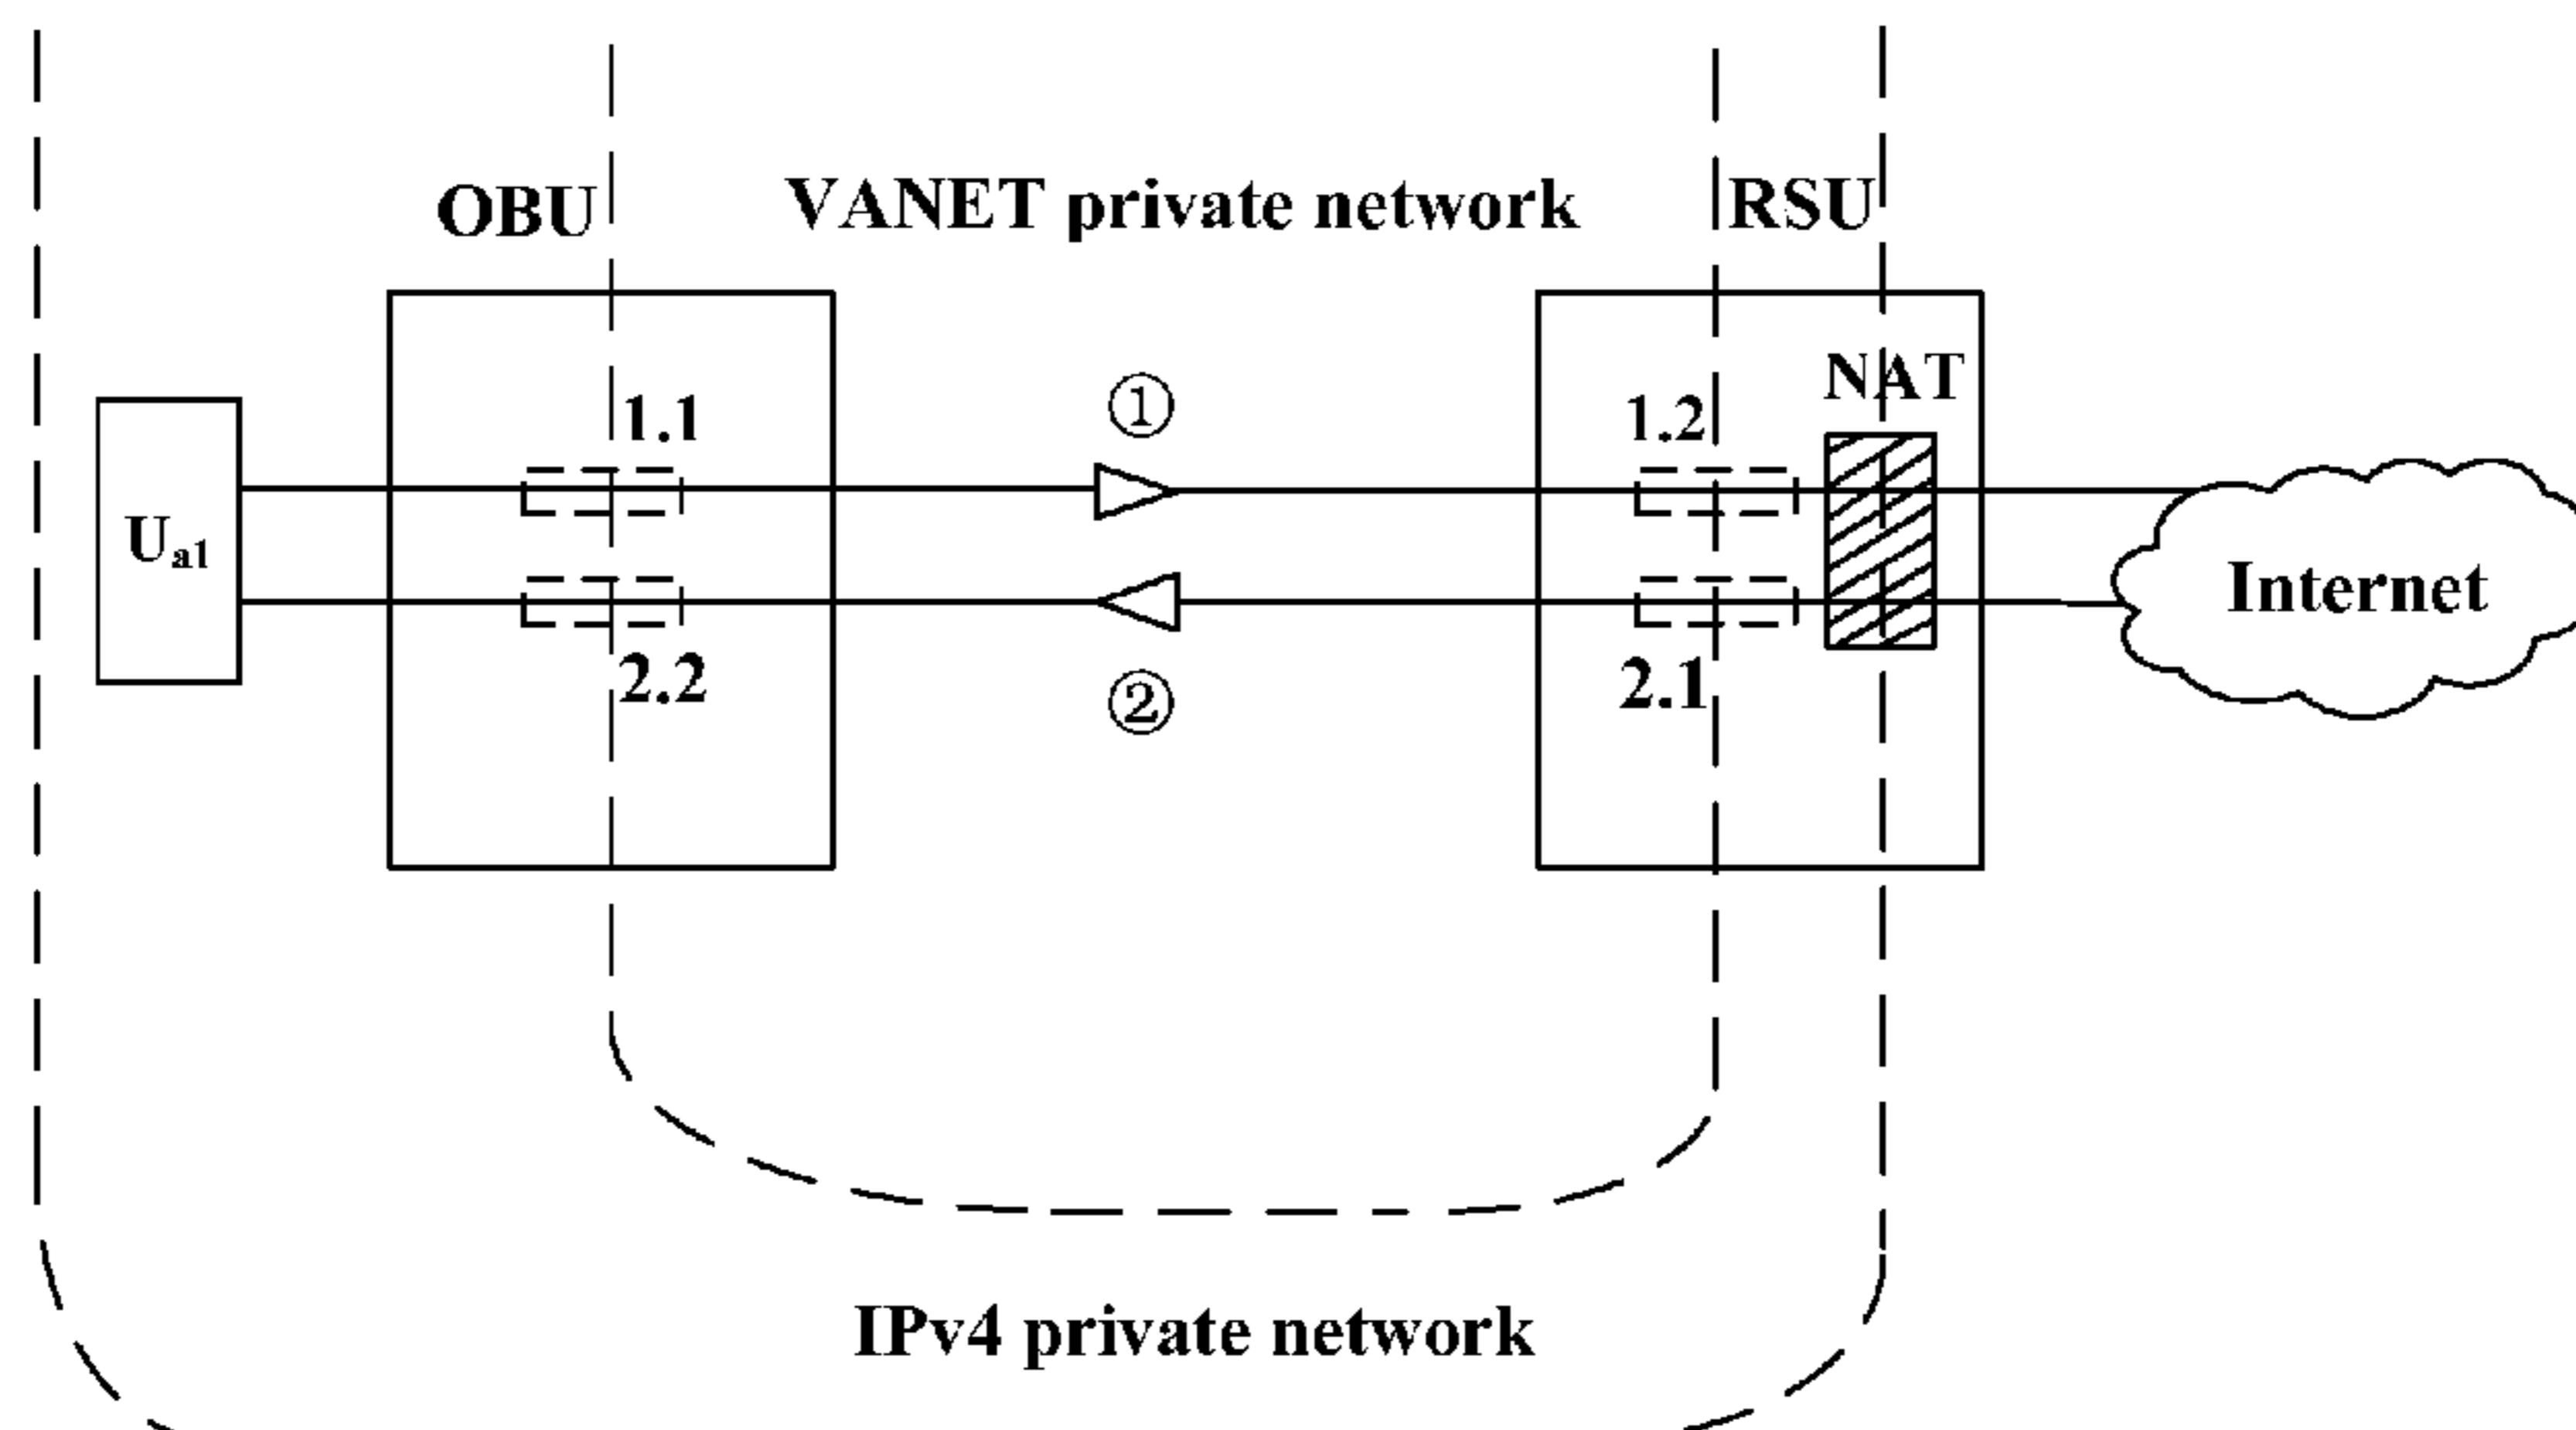 OBU
VANET private network
RSU
NAT
1.1
①
1.2
U_a1
Internet
2.2
②
2.1
IPv4 private network